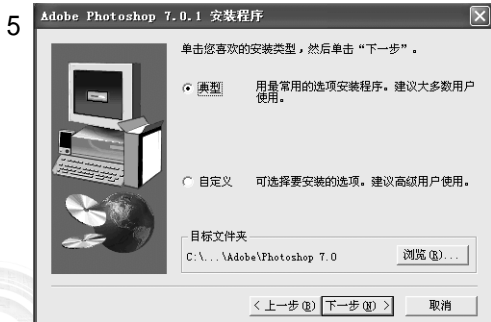 5
Adobe Photoshop 7.0.1 安装程序
单击您喜欢的安装类型，然后单击“下一步”。
典型 用最常用的选项安装程序。建议大多数用户
使用。
自定义 可选择要安装的选项。建议高级用户使用。
目标文件夹
C:\...\Adobe\Photoshop 7.0 浏览(R)...
< 上一步(B) 下一步(N) > 取消